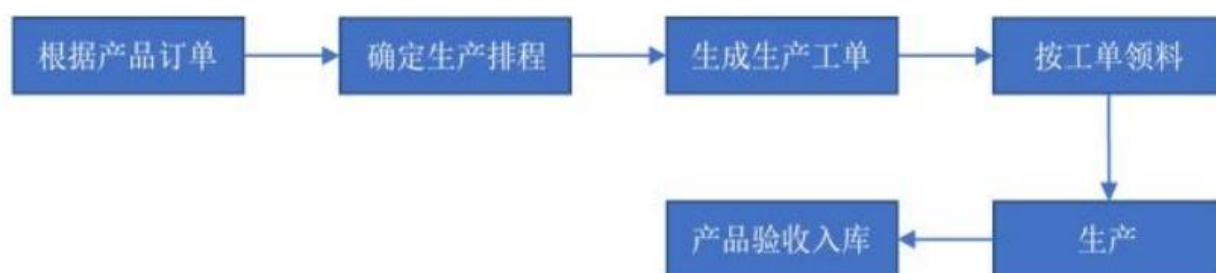 根据产品订单
确定生产排程
生成生产工单
按工单领料
生产
产品验收入库